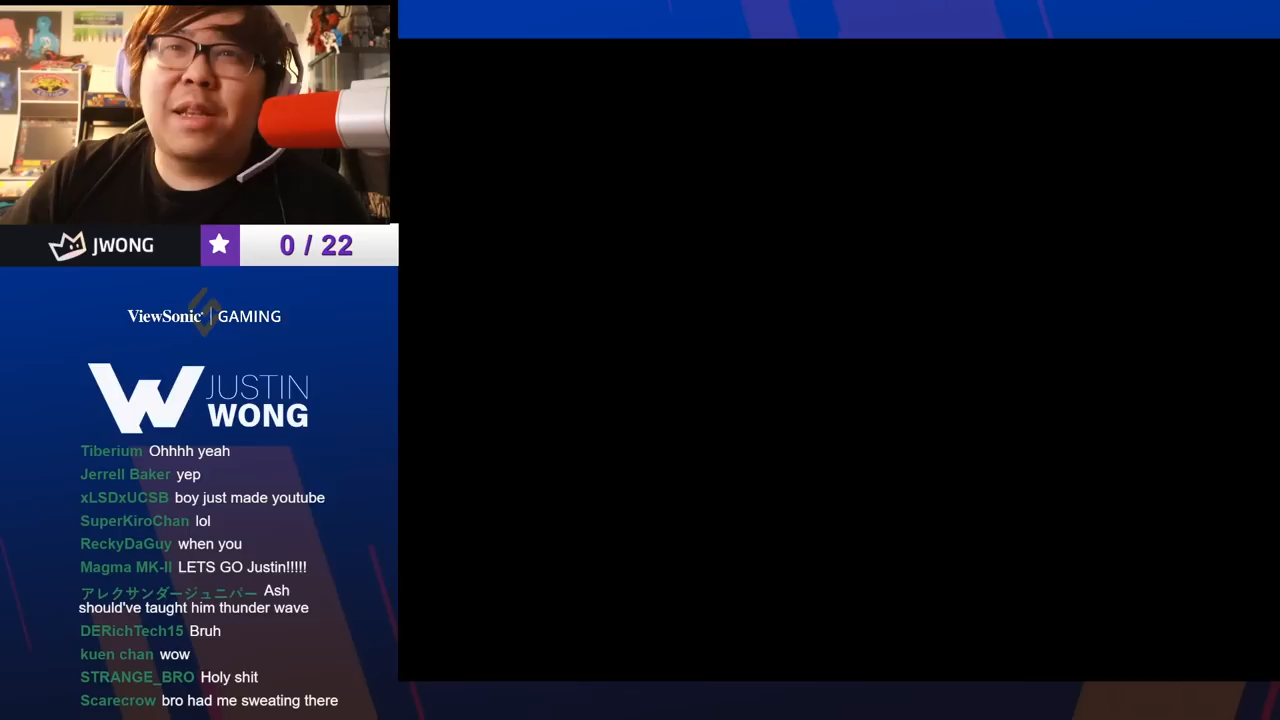 JWONG
0 / 22
ViewSonic | GAMING
JUSTIN
WONG
Tiberium Ohhhh yeah
Jerrell Baker yep
xLSDxUCSB boy just made youtube
SuperKiroChan lol
ReckyDaGuy when you
Magma MK-II LETS GO Justin!!!!!
アレクサンダージュニパー Ash
should've taught him thunder wave
DERichTech15 Bruh
kuen chan wow
STRANGE_BRO Holy shit
Scarecrow bro had me sweating there